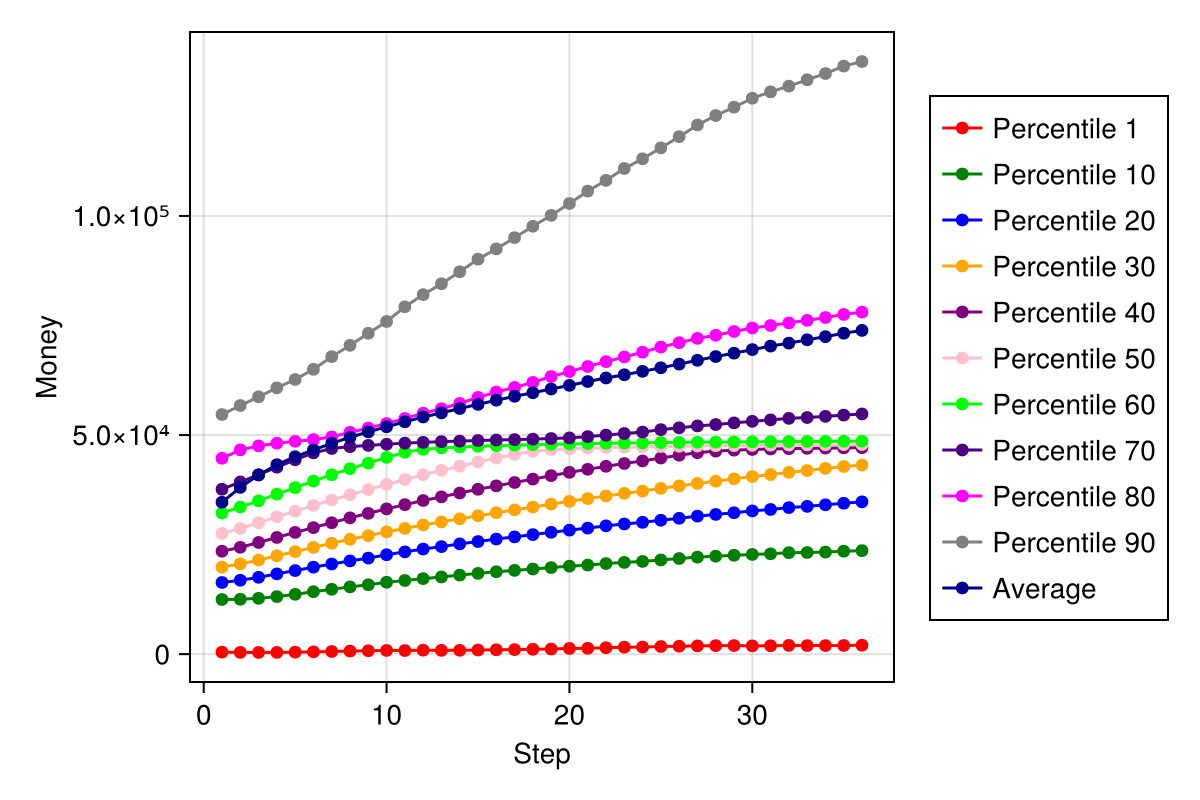 Money
1.0×10⁵
5.0×10⁴
0
0 10 20 30
Step
Percentile 1
Percentile 10
Percentile 20
Percentile 30
Percentile 40
Percentile 50
Percentile 60
Percentile 70
Percentile 80
Percentile 90
Average